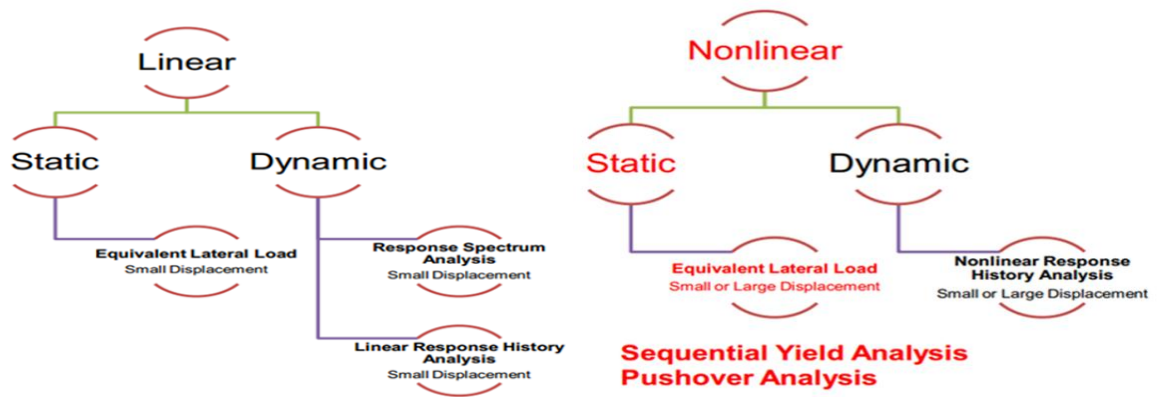 Linear
Static
Dynamic
Equivalent Lateral Load
Small Displacement
Response Spectrum
Analysis
Small Displacement
Linear Response History
Analysis
Small Displacement
Nonlinear
Static
Dynamic
Equivalent Lateral Load
Small or Large Displacement
Nonlinear Response
History Analysis
Small or Large Displacement
Sequential Yield Analysis
Pushover Analysis